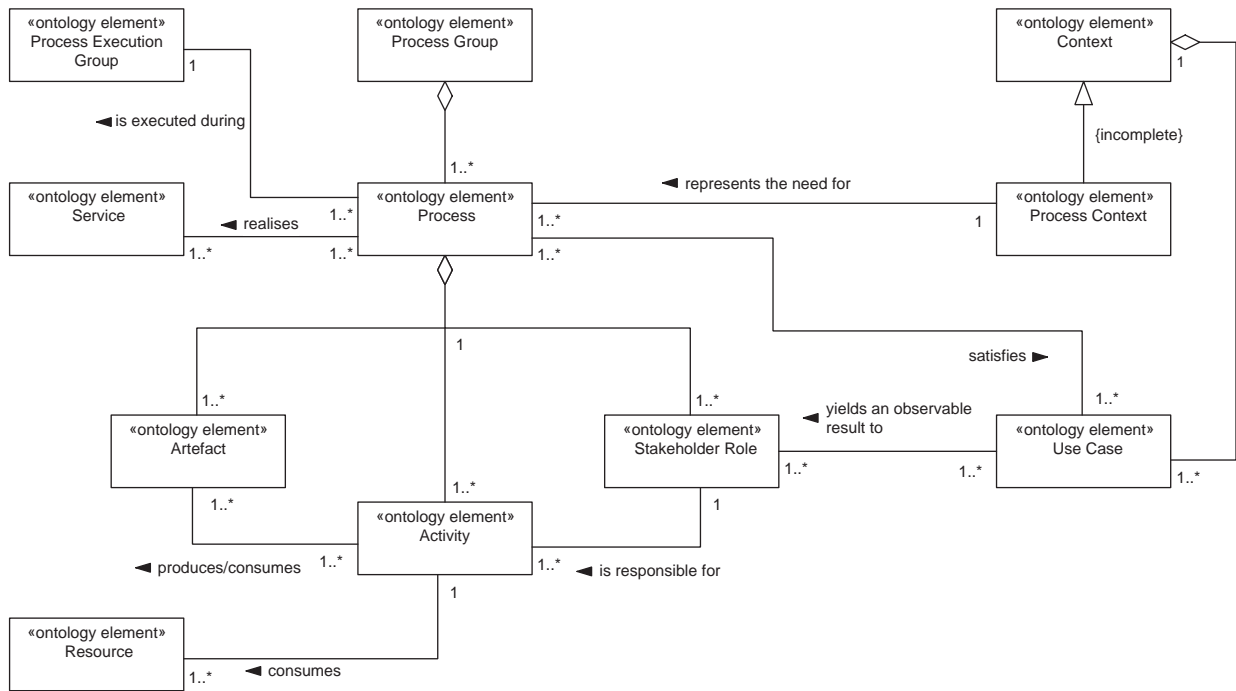 «ontology element»
Process Execution
Group
1
«ontology element»
Process Group
«ontology element»
Context
1
◄ is executed during
{incomplete}
1..*
◄ represents the need for
«ontology element»
Service
◄ realises
1..*
1..*
1..*
«ontology element»
Process
1..*
1..*
1
«ontology element»
Process Context
1
satisfies ►
1..*
1..*
◄ yields an observable
result to
1..*
«ontology element»
Artefact
«ontology element»
Stakeholder Role
«ontology element»
Use Case
1..*
1..*
1..*
1..*
1..*
1
«ontology element»
Activity
1..*
1..*
◄ produces/consumes
◄ is responsible for
1
«ontology element»
Resource
1..*
◄ consumes